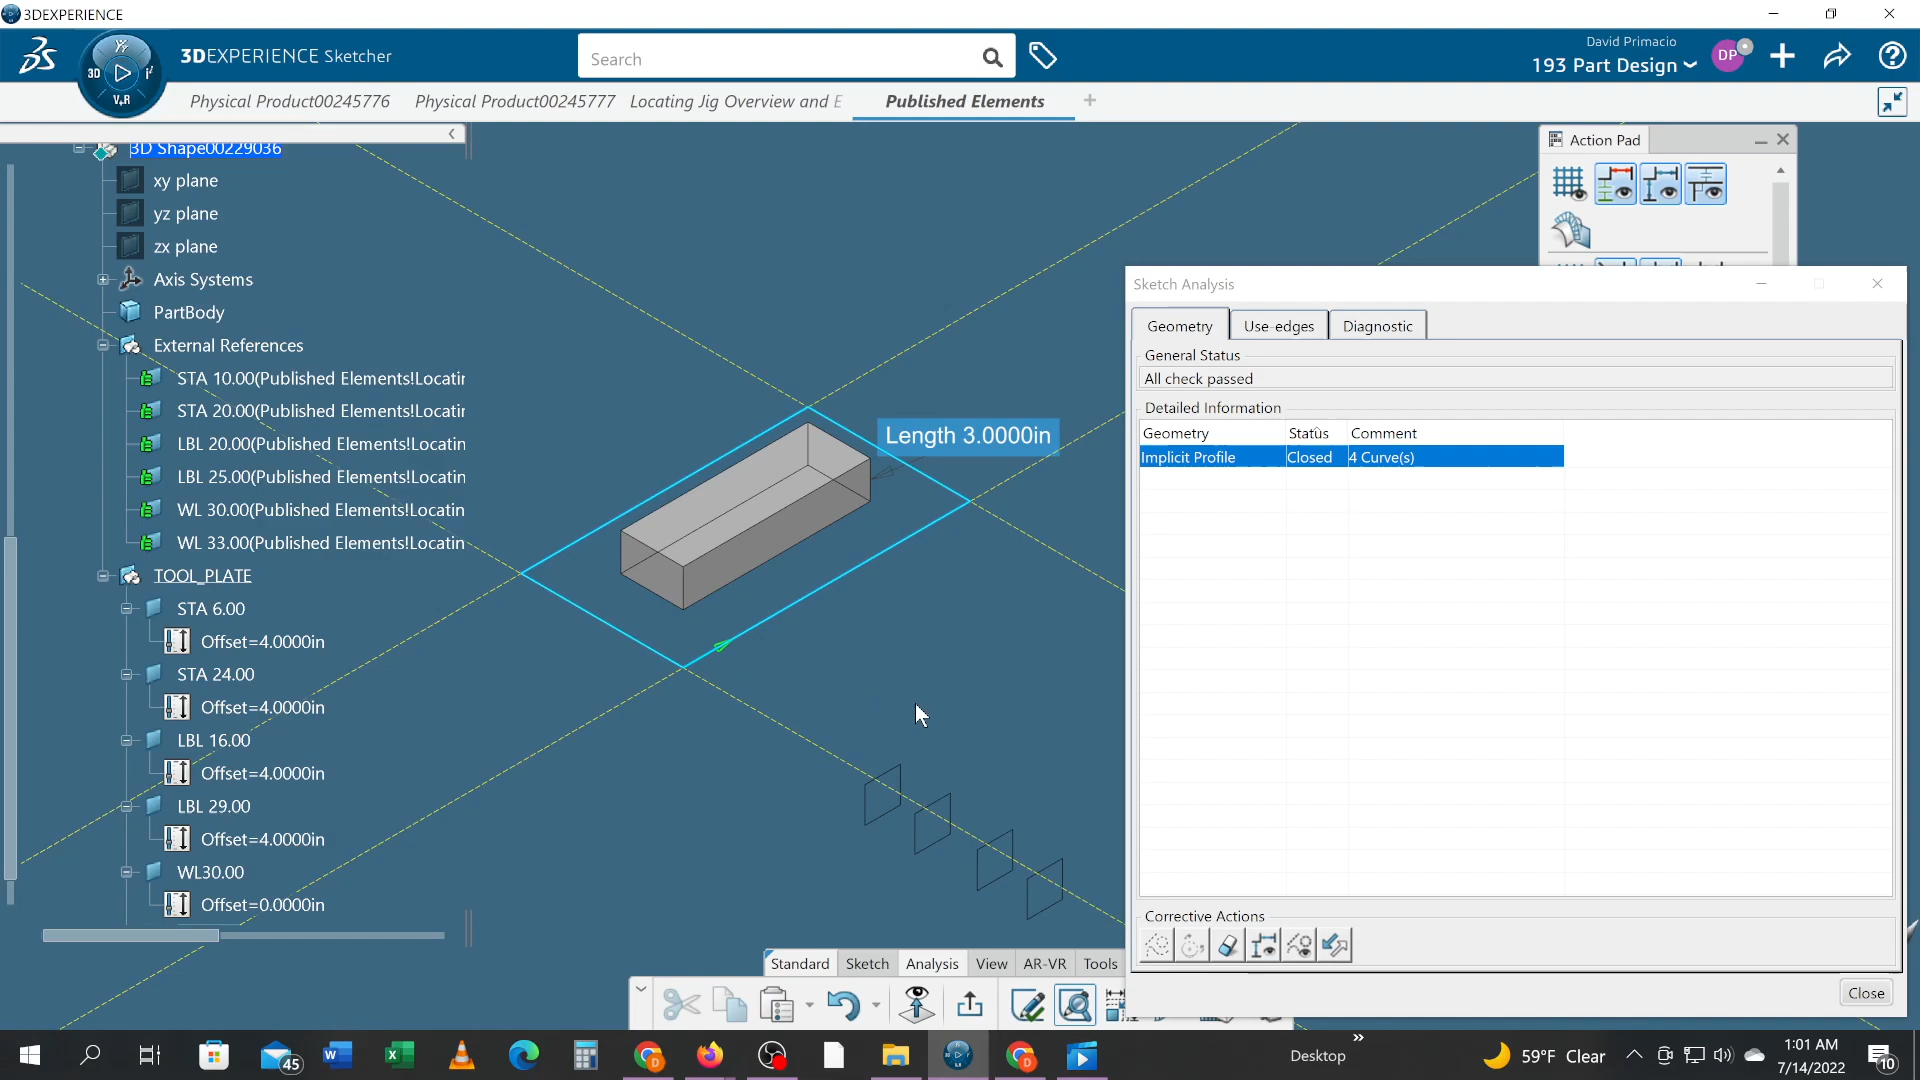 3DEXPERIENCE
3DEXPERIENCE Sketcher
3D
V₊R
Search
David Primacio
193 Part Design
DP
Physical Product00245776
Physical Product00245777
Locating Jig Overview and E
Published Elements
3D Shape00229036
xy plane
yz plane
zx plane
Axis Systems
PartBody
External References
STA 10.00(Published Elements!Locatir
STA 20.00(Published Elements!Locatir
LBL 20.00(Published Elements!Locatin
LBL 25.00(Published Elements!Locatin
WL 30.00(Published Elements!Locatin
WL 33.00(Published Elements!Locatin
TOOL_PLATE
STA 6.00
Offset=4.0000in
STA 24.00
Offset=4.0000in
LBL 16.00
Offset=4.0000in
LBL 29.00
Offset=4.0000in
WL30.00
Offset=0.0000in
Length 3.0000in
Action Pad
Sketch Analysis
Geometry
Use-edges
Diagnostic
General Status
All check passed
Detailed Information
Geometry Status Comment
Implicit Profile Closed 4 Curve(s)
Corrective Actions
Close
Standard
Sketch
Analysis
View
AR-VR
Tools
45
Desktop
59°F Clear
1:01 AM
7/14/2022
10